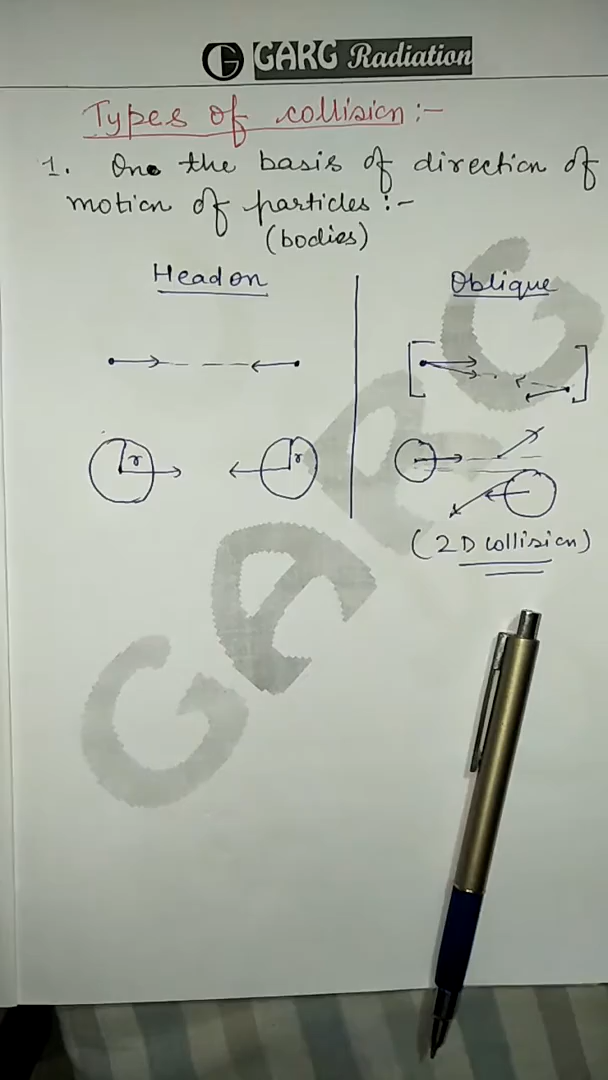 G GARG Radiation
Types of collision :-
1. One the basis of direction of
motion of particles :-
(bodies)
Head on
Oblique
r
r
(2D collision)
GARG